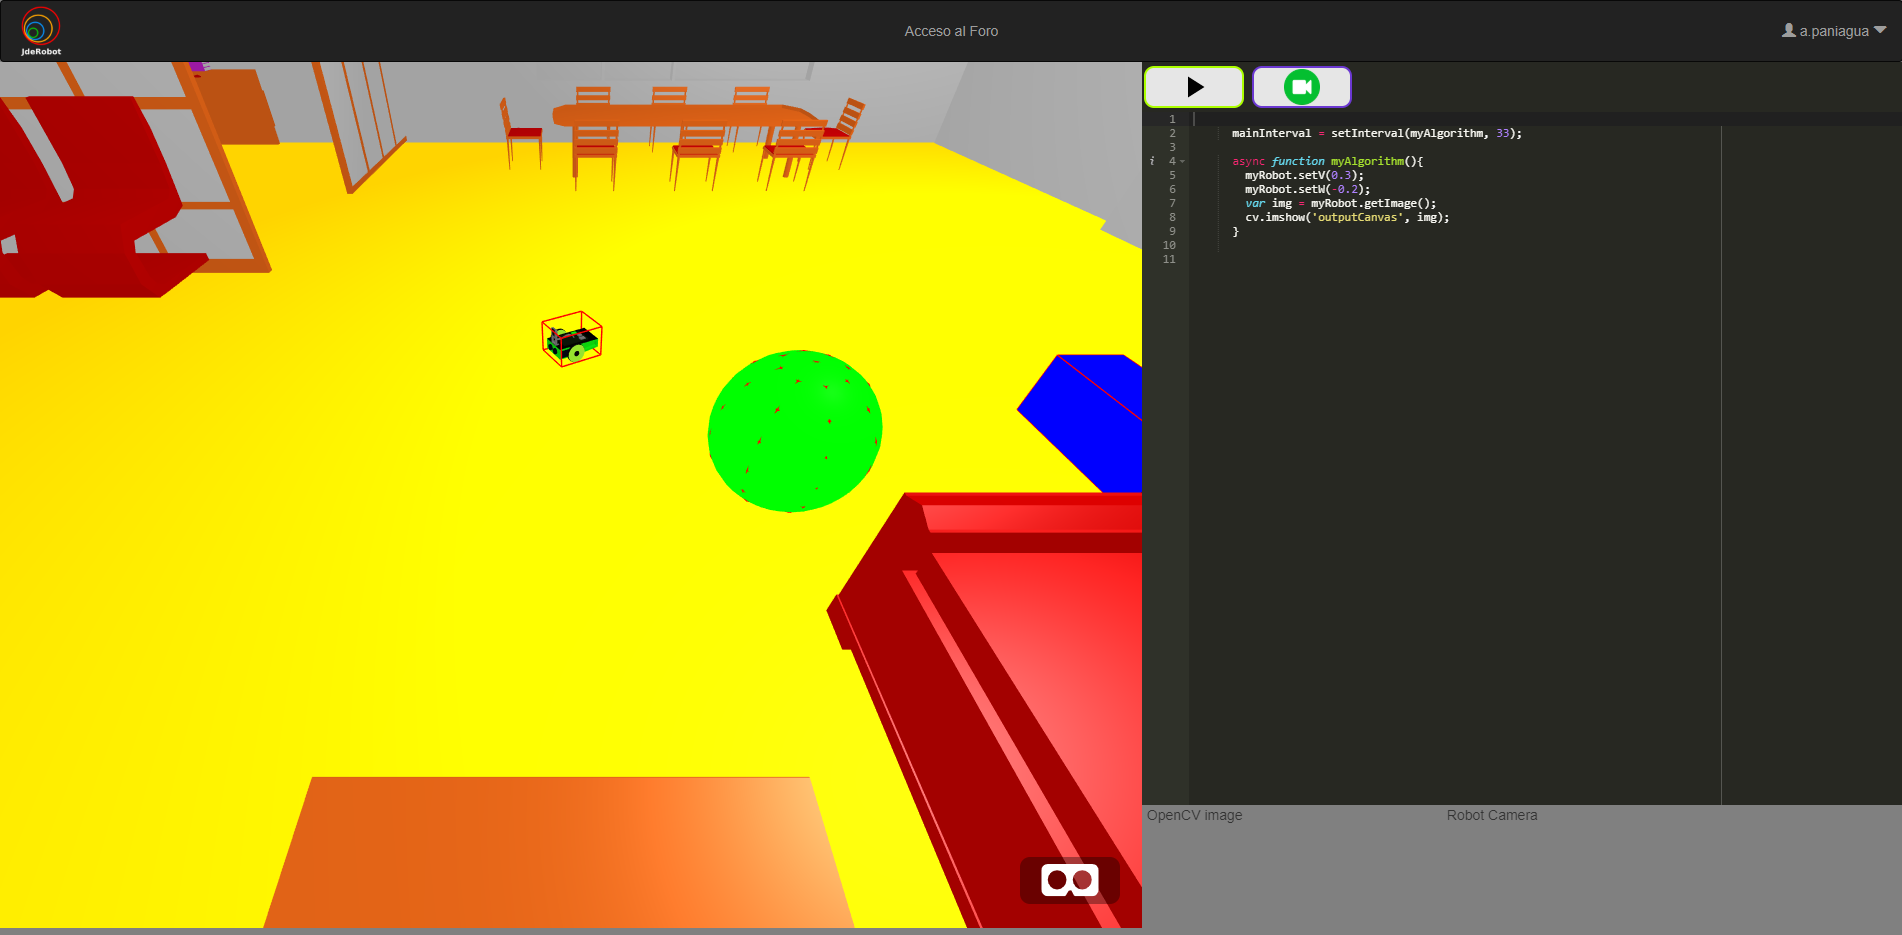 JdeRobot
Acceso al Foro
a.paniagua
1
2 mainInterval = setInterval(myAlgorithm, 33);
3
i 4 async function myAlgorithm(){
5 myRobot.setV(0.3);
6 myRobot.setW(-0.2);
7 var img = myRobot.getImage();
8 cv.imshow('outputCanvas', img);
9 }
10
11
OpenCV image
Robot Camera